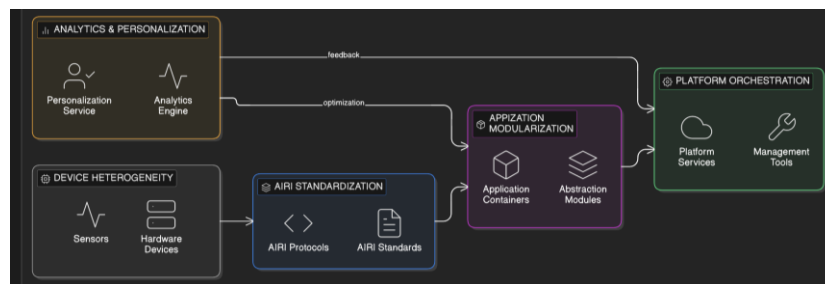 ANALYTICS & PERSONALIZATION
Personalization
Service
Analytics
Engine
feedback
optimization
PLATFORM ORCHESTRATION
Platform
Services
Management
Tools
APPIZATION
MODULARIZATION
Application
Containers
Abstraction
Modules
DEVICE HETEROGENEITY
Sensors
Hardware
Devices
AIRI STANDARDIZATION
AIRI Protocols
AIRI Standards